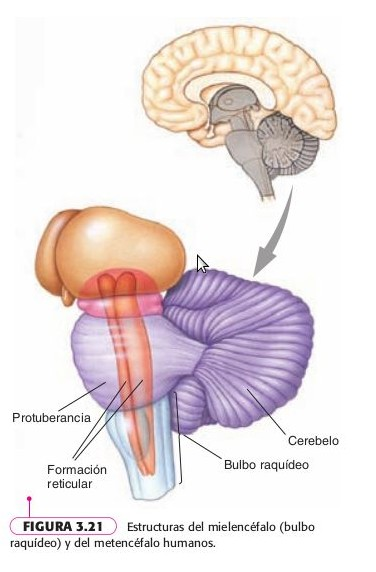 Protuberancia
Cerebelo
Bulbo raquídeo
Formación
reticular
FIGURA 3.21 Estructuras del mielencéfalo (bulbo
raquídeo) y del metencéfalo humanos.